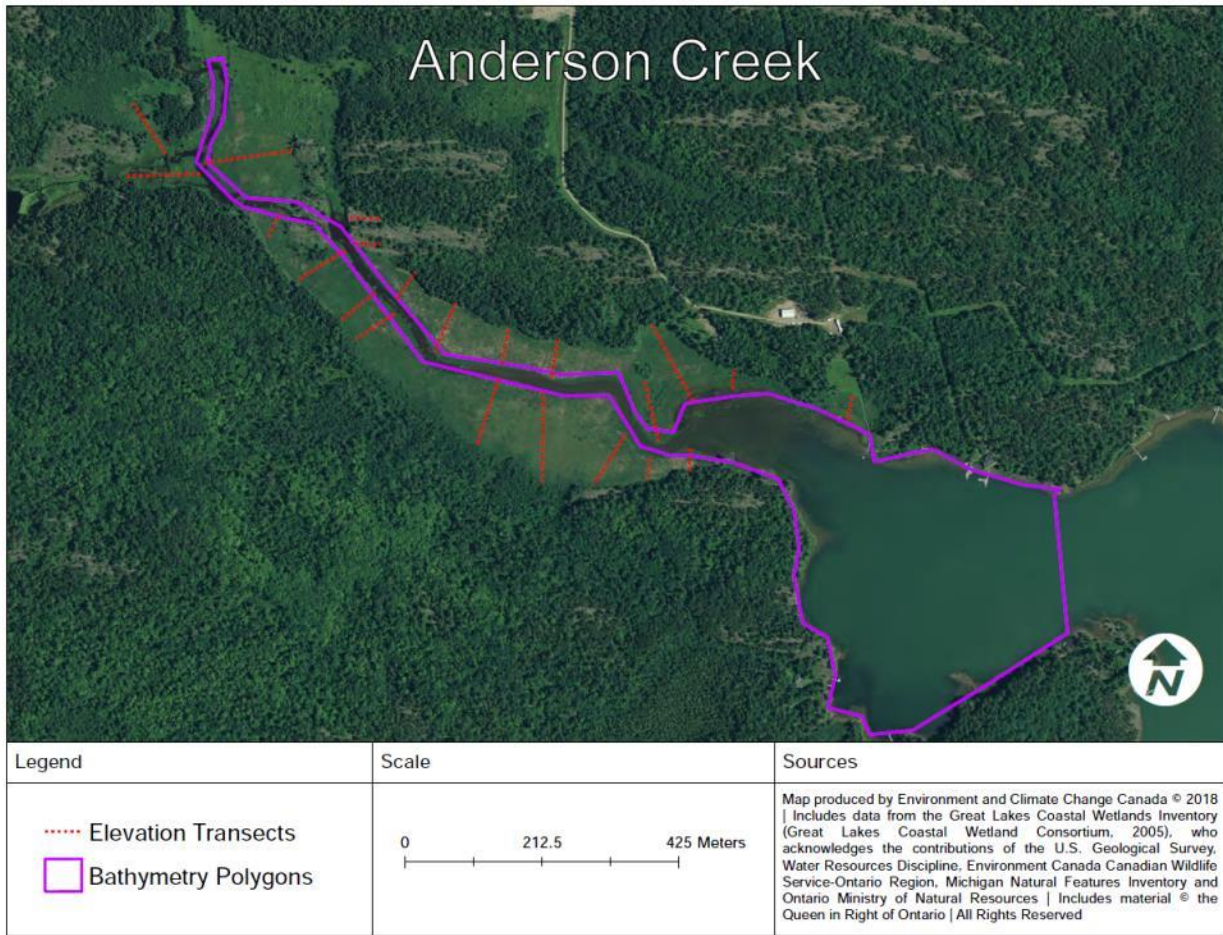 Anderson Creek
N
Legend
Elevation Transects
Bathymetry Polygons
Scale
0 212.5 425 Meters
Sources
Map produced by Environment and Climate Change Canada © 2018
| Includes data from the Great Lakes Coastal Wetlands Inventory
(Great Lakes Coastal Wetland Consortium, 2005), who
acknowledges the contributions of the U.S. Geological Survey,
Water Resources Discipline, Environment Canada Canadian Wildlife
Service-Ontario Region, Michigan Natural Features Inventory and
Ontario Ministry of Natural Resources | Includes material © the
Queen in Right of Ontario | All Rights Reserved